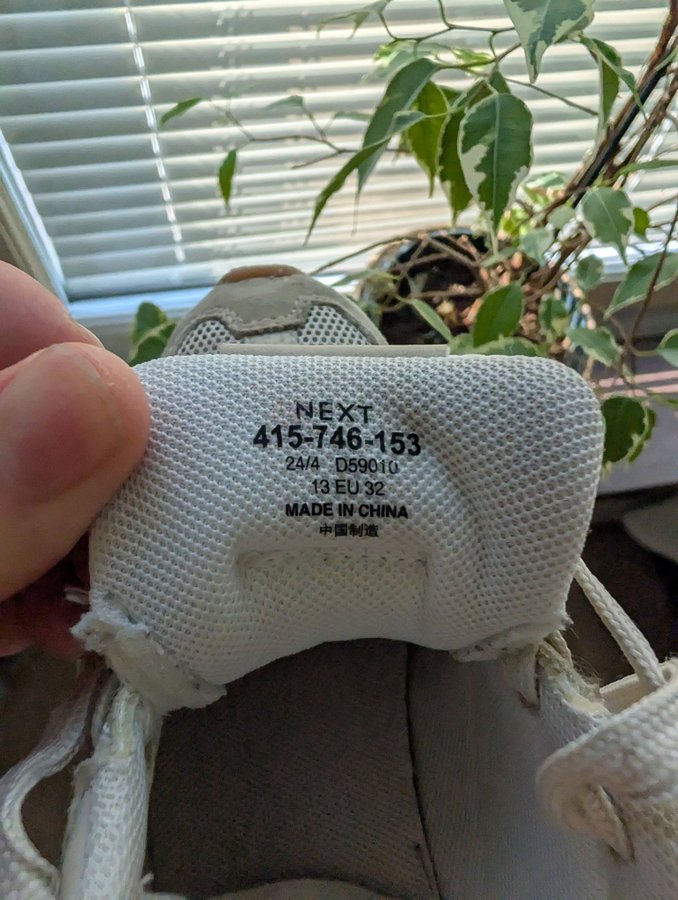 NEXT
415-746-153
24/4 D59010
13 EU 32
MADE IN CHINA
中国制造